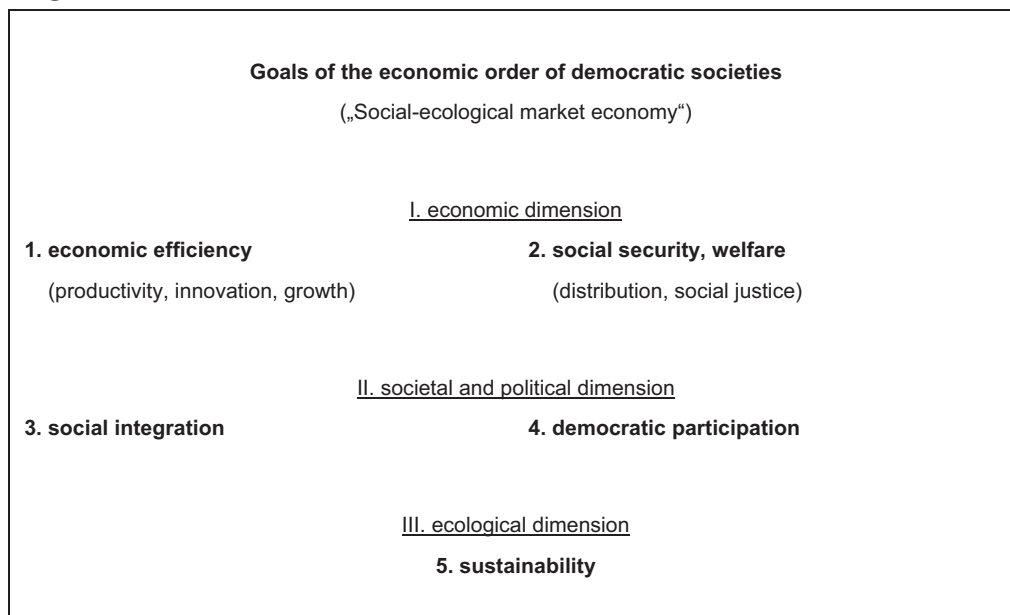 Goals of the economic order of democratic societies
(„Social-ecological market economy“)
I. economic dimension
1. economic efficiency
2. social security, welfare
(productivity, innovation, growth)
(distribution, social justice)
II. societal and political dimension
3. social integration
4. democratic participation
III. ecological dimension
5. sustainability